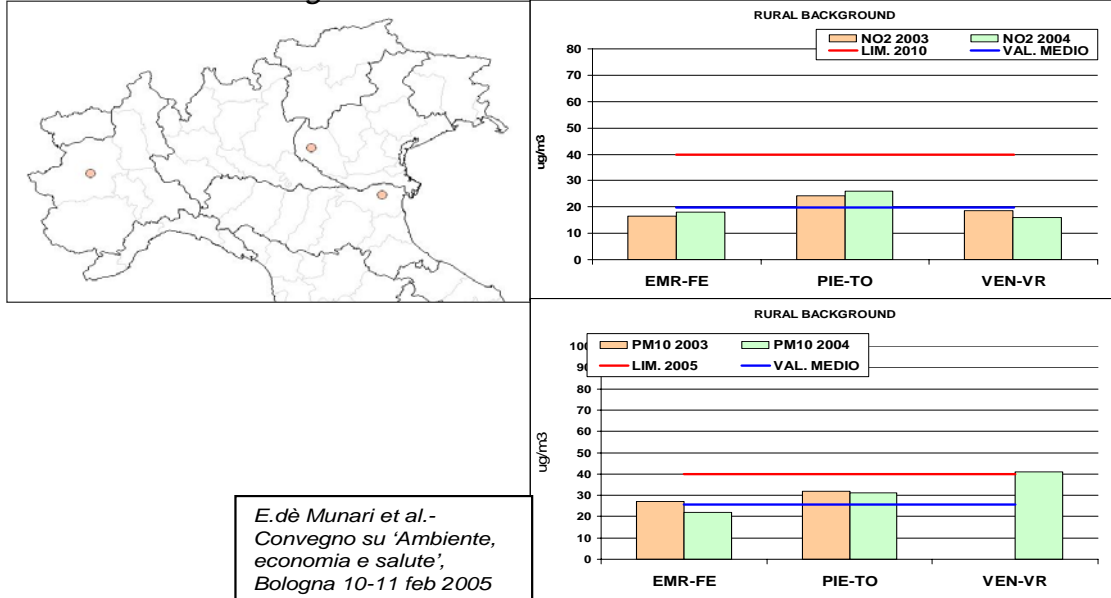 RURAL BACKGROUND
NO2 2003 NO2 2004
LIM. 2010 VAL. MEDIO
80
70
60
50
40
30
20
10
0
ug/m3
EMR-FE PIE-TO VEN-VR
RURAL BACKGROUND
PM10 2003 PM10 2004
LIM. 2005 VAL. MEDIO
90
80
70
60
50
40
30
20
10
0
ug/m3
EMR-FE PIE-TO VEN-VR
E.dè Munari et al.-
Convegno su 'Ambiente,
economia e salute',
Bologna 10-11 feb 2005